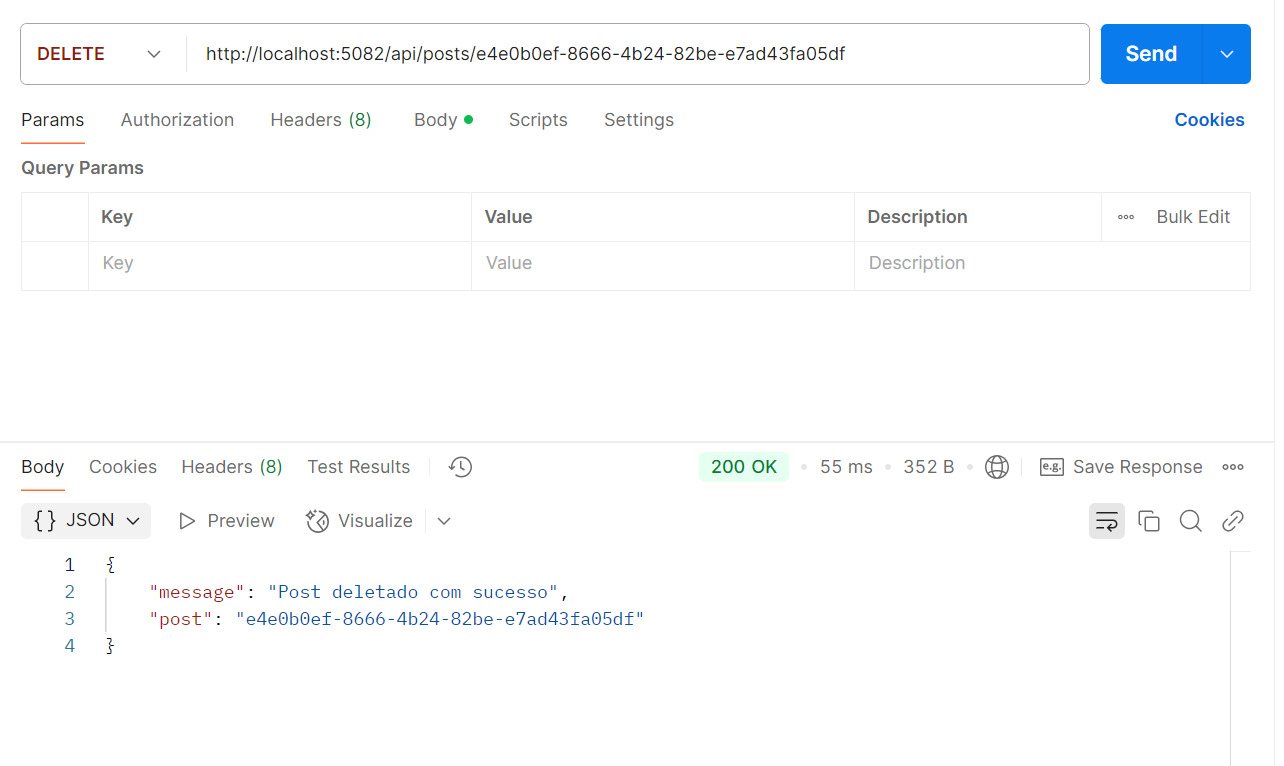 DELETE http://localhost:5082/api/posts/e4e0b0ef-8666-4b24-82be-e7ad43fa05df Send
Params Authorization Headers (8) Body Scripts Settings Cookies
Query Params
Key Value Description Bulk Edit
Key Value Description
Body Cookies Headers (8) Test Results 200 OK 55 ms 352 B e.g. Save Response
{} JSON Preview Visualize
1 {
2 "message": "Post deletado com sucesso",
3 "post": "e4e0b0ef-8666-4b24-82be-e7ad43fa05df"
4 }